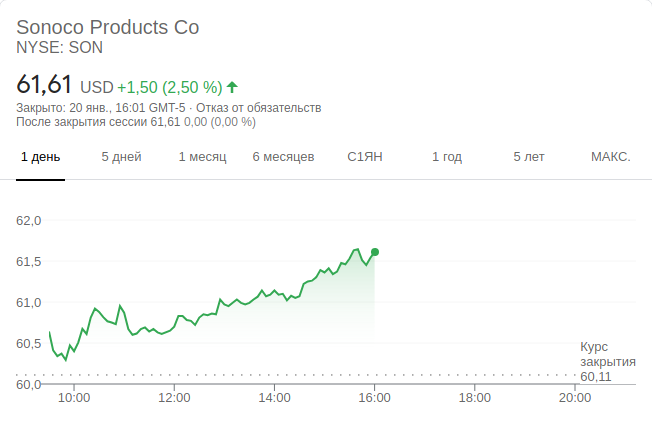 Sonoco Products Co
NYSE: SON
61,61 USD +1,50 (2,50 %)
Закрыто: 20 янв., 16:01 GMT-5 · Отказ от обязательств
После закрытия сессии 61,61 0,00 (0,00 %)
1 день 5 дней 1 месяц 6 месяцев С1ЯН 1 год 5 лет МАКС.
62,0
61,5
61,0
60,5
Курс
закрытия
60,11
60,0
10:00 12:00 14:00 16:00 18:00 20:00